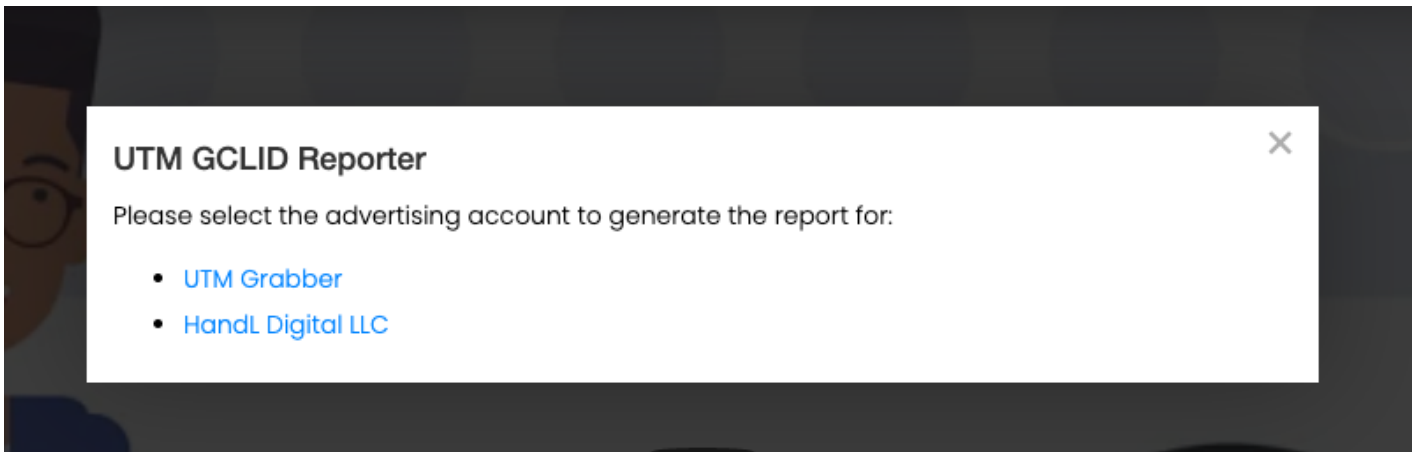 UTM GCLID Reporter
Please select the advertising account to generate the report for:
UTM Grabber
HandL Digital LLC